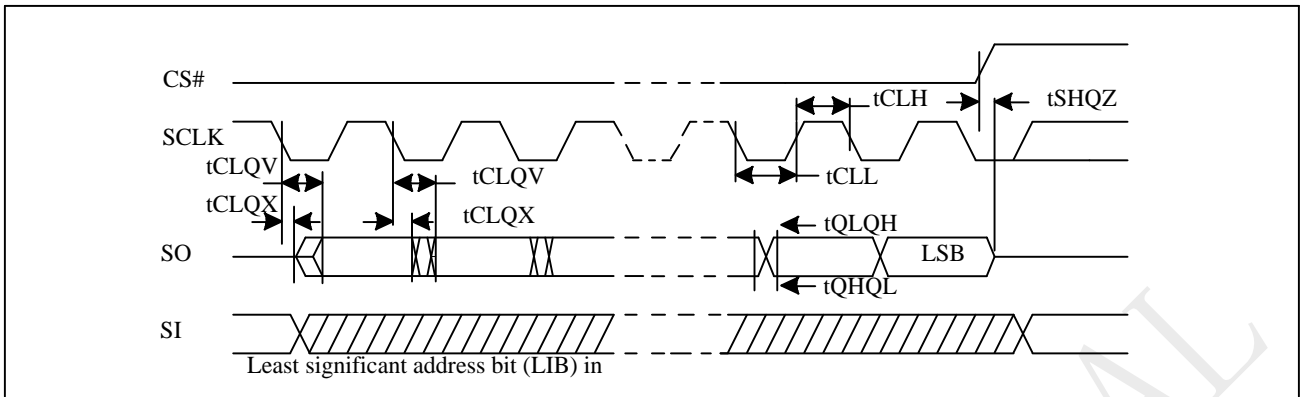 CS#
tCLH
tSHQZ
SCLK
tCLQV
tCLQV
tCLL
tCLQX
tCLQX
tQLQH
SO
LSB
tQHQL
SI
Least significant address bit (LIB) in